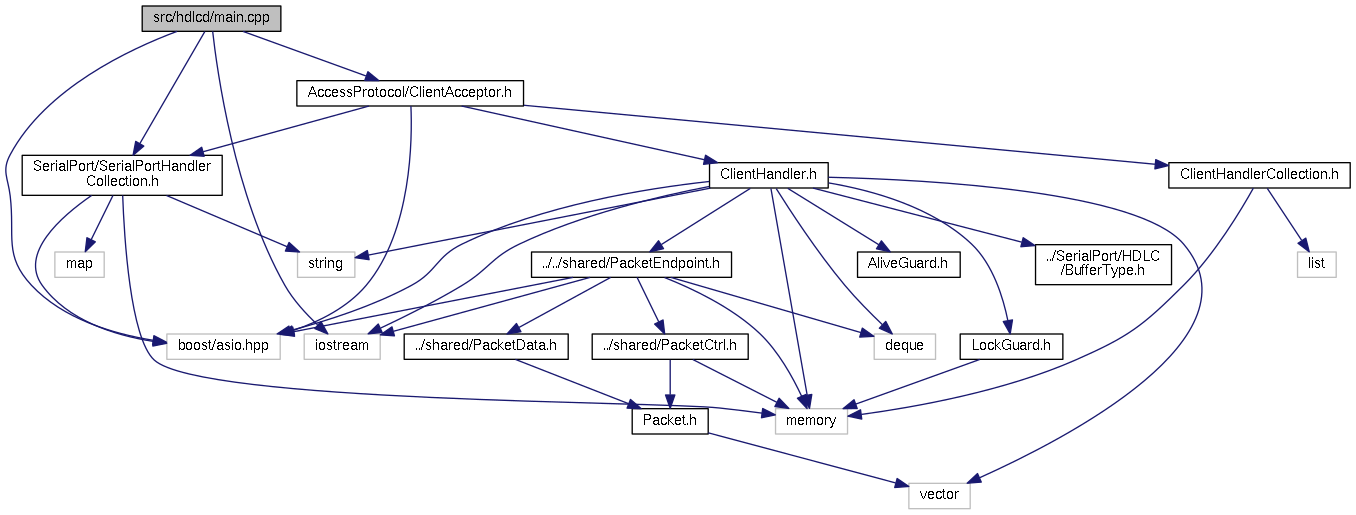 src/hdlcd/main.cpp
AccessProtocol/ClientAcceptor.h
SerialPort/SerialPortHandler
Collection.h
ClientHandler.h
ClientHandlerCollection.h
map
string
../../shared/PacketEndpoint.h
AliveGuard.h
../SerialPort/HDLC
/BufferType.h
list
boost/asio.hpp
iostream
../shared/PacketData.h
../shared/PacketCtrl.h
deque
LockGuard.h
Packet.h
memory
vector